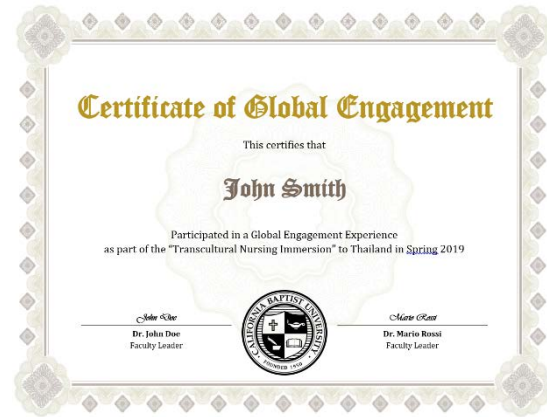 Certificate of Global Engagement
This certifies that
John Smith
Participated in a Global Engagement Experience
as part of the “Transcultural Nursing Immersion” to Thailand in Spring 2019
John Doe
Dr. John Doe
Faculty Leader
CALIFORNIA BAPTIST UNIVERSITY
FOUNDED 1950
Mario Rossi
Dr. Mario Rossi
Faculty Leader